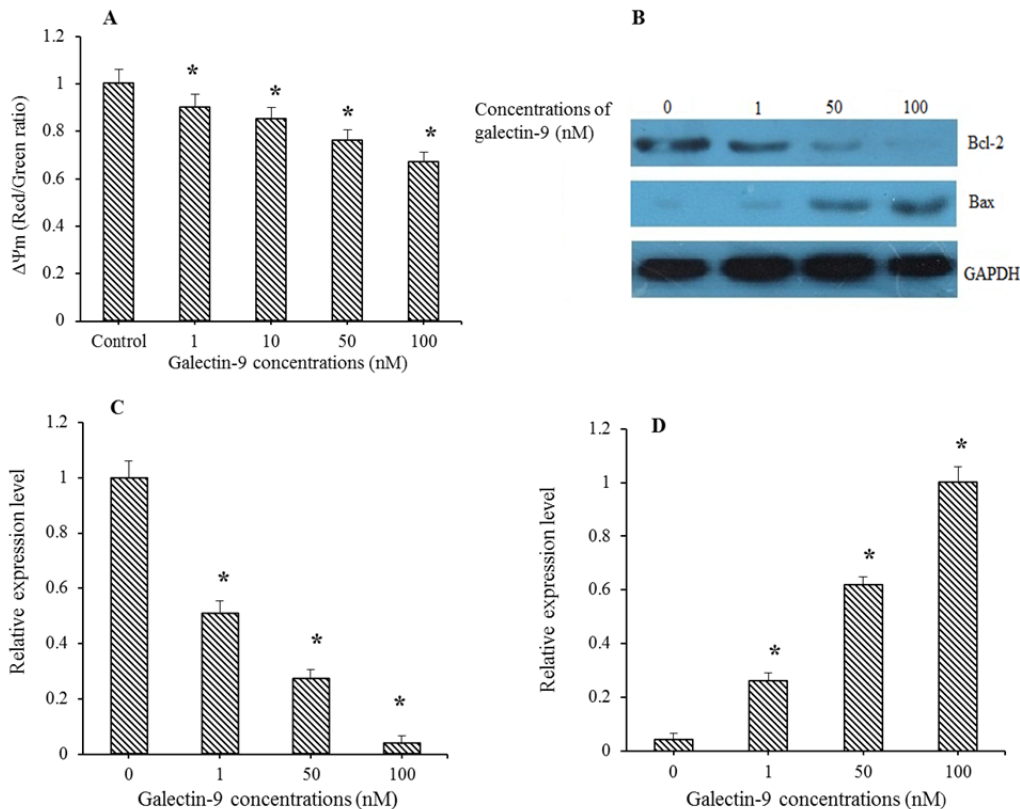 A
ΔΨm (Red/Green ratio)
1.2
1
0.8
0.6
0.4
0.2
0
*
*
*
*
Control 1 10 50 100
Galectin-9 concentrations (nM)
B
Concentrations of
galectin-9 (nM)
0 1 50 100
Bcl-2
Bax
GAPDH
C
Relative expression level
1.2
1
0.8
0.6
0.4
0.2
0
*
*
*
0 1 50 100
Galectin-9 concentrations (nM)
D
Relative expression level
1.2
1
0.8
0.6
0.4
0.2
0
*
*
*
0 1 50 100
Galectin-9 concentrations (nM)